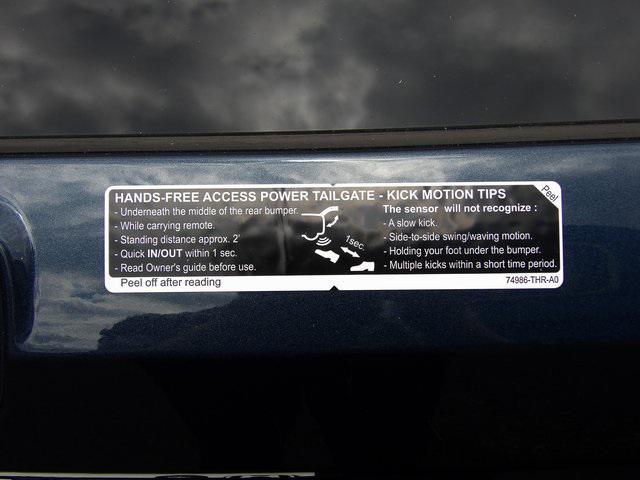 HANDS-FREE ACCESS POWER TAILGATE - KICK MOTION TIPS
Peel
- Underneath the middle of the rear bumper.
- While carrying remote.
- Standing distance approx. 2'
- Quick IN/OUT within 1 sec.
- Read Owner's guide before use.
1sec.
The sensor will not recognize :
- A slow kick.
- Side-to-side swing/waving motion.
- Holding your foot under the bumper.
- Multiple kicks within a short time period.
Peel off after reading
74986-THR-A0